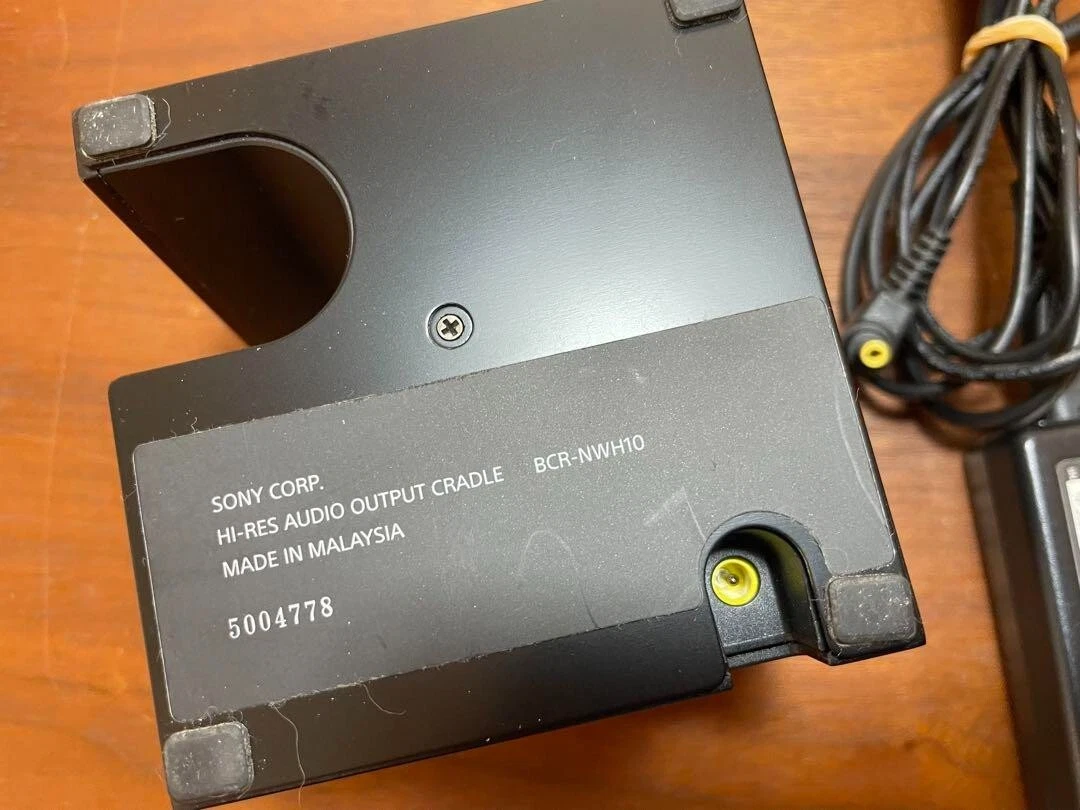 SONY CORP.
HI-RES AUDIO OUTPUT CRADLE BCR-NWH10
MADE IN MALAYSIA
5004778